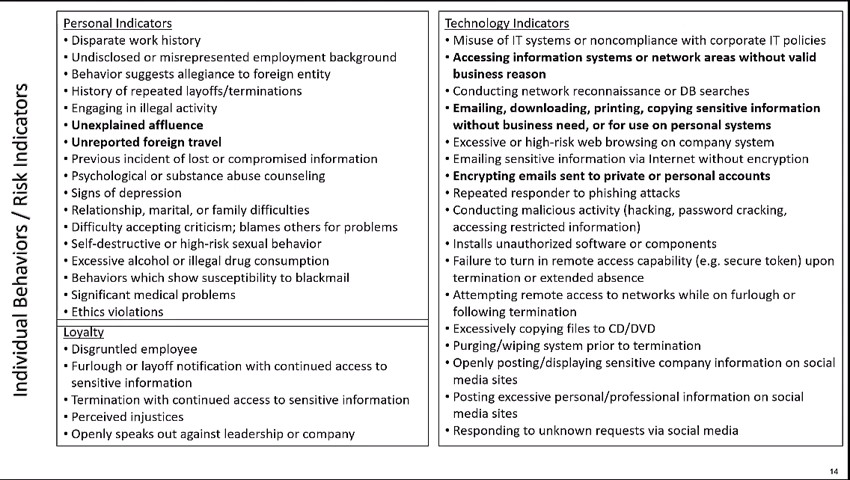 Individual Behaviors / Risk Indicators
Personal Indicators
• Disparate work history
• Undisclosed or misrepresented employment background
• Behavior suggests allegiance to foreign entity
• History of repeated layoffs/terminations
• Engaging in illegal activity
• Unexplained affluence
• Unreported foreign travel
• Previous incident of lost or compromised information
• Psychological or substance abuse counseling
• Signs of depression
• Relationship, marital, or family difficulties
• Difficulty accepting criticism; blames others for problems
• Self-destructive or high-risk sexual behavior
• Excessive alcohol or illegal drug consumption
• Behaviors which show susceptibility to blackmail
• Significant medical problems
• Ethics violations
Loyalty
• Disgruntled employee
• Furlough or layoff notification with continued access to
sensitive information
• Termination with continued access to sensitive information
• Perceived injustices
• Openly speaks out against leadership or company
Technology Indicators
• Misuse of IT systems or noncompliance with corporate IT policies
• Accessing information systems or network areas without valid
business reason
• Conducting network reconnaissance or DB searches
• Emailing, downloading, printing, copying sensitive information
without business need, or for use on personal systems
• Excessive or high-risk web browsing on company system
• Emailing sensitive information via Internet without encryption
• Encrypting emails sent to private or personal accounts
• Repeated responder to phishing attacks
• Conducting malicious activity (hacking, password cracking,
accessing restricted information)
• Installs unauthorized software or components
• Failure to turn in remote access capability (e.g. secure token) upon
termination or extended absence
• Attempting remote access to networks while on furlough or
following termination
• Excessively copying files to CD/DVD
• Purging/wiping system prior to termination
• Openly posting/displaying sensitive company information on social
media sites
• Posting excessive personal/professional information on social
media sites
• Responding to unknown requests via social media
14